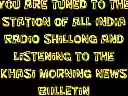 YOU ARE TUNED TO THE
STATION OF ALL INDIA
RADIO SHILLONG AND
LISTENING TO THE
KHASI MORNING NEWS
BULLETIN